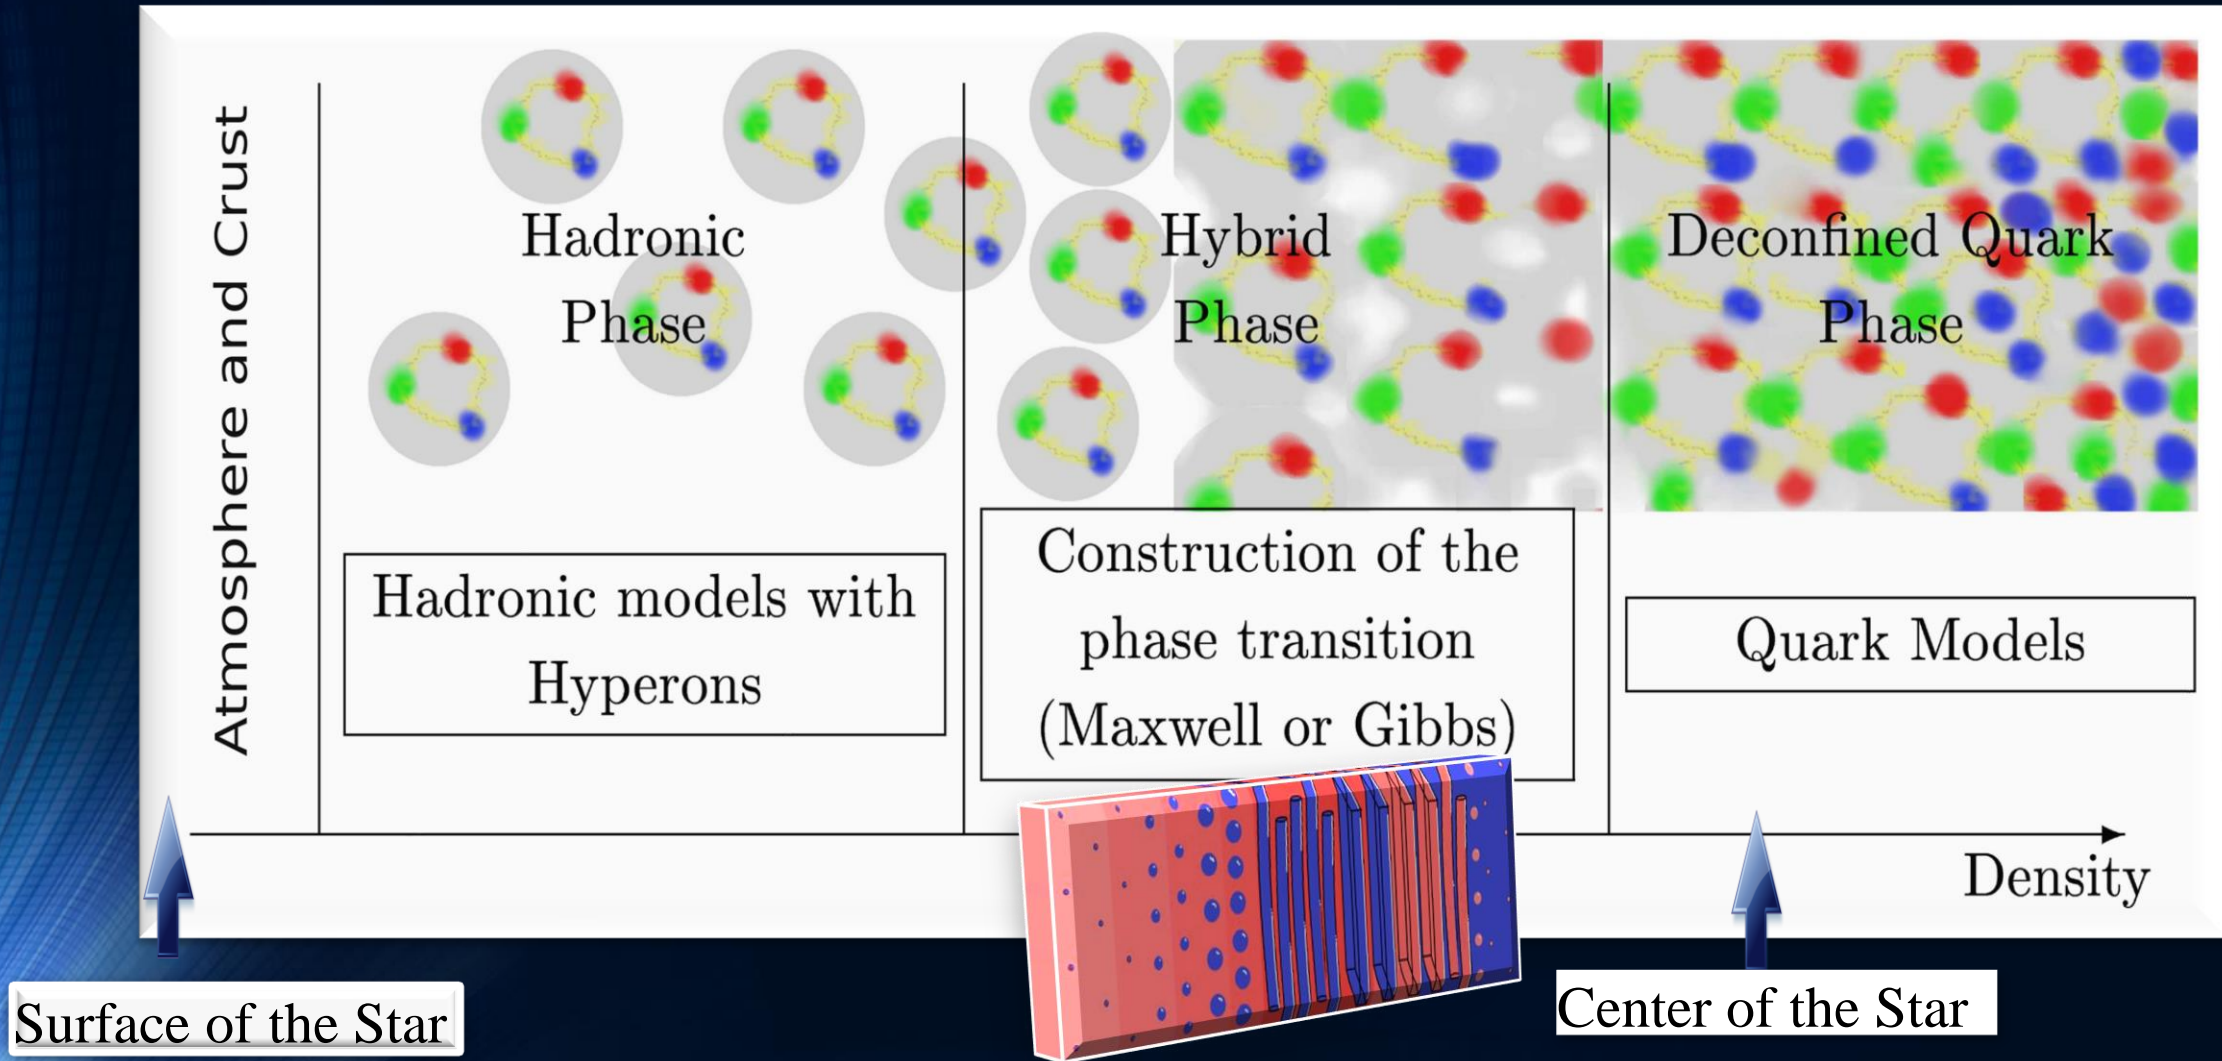 Atmosphere and Crust
Hadronic
Phase
Hybrid
Phase
Deconfined Quark
Phase
Hadronic models with
Hyperons
Construction of the
phase transition
(Maxwell or Gibbs)
Quark Models
Density
Surface of the Star
Center of the Star